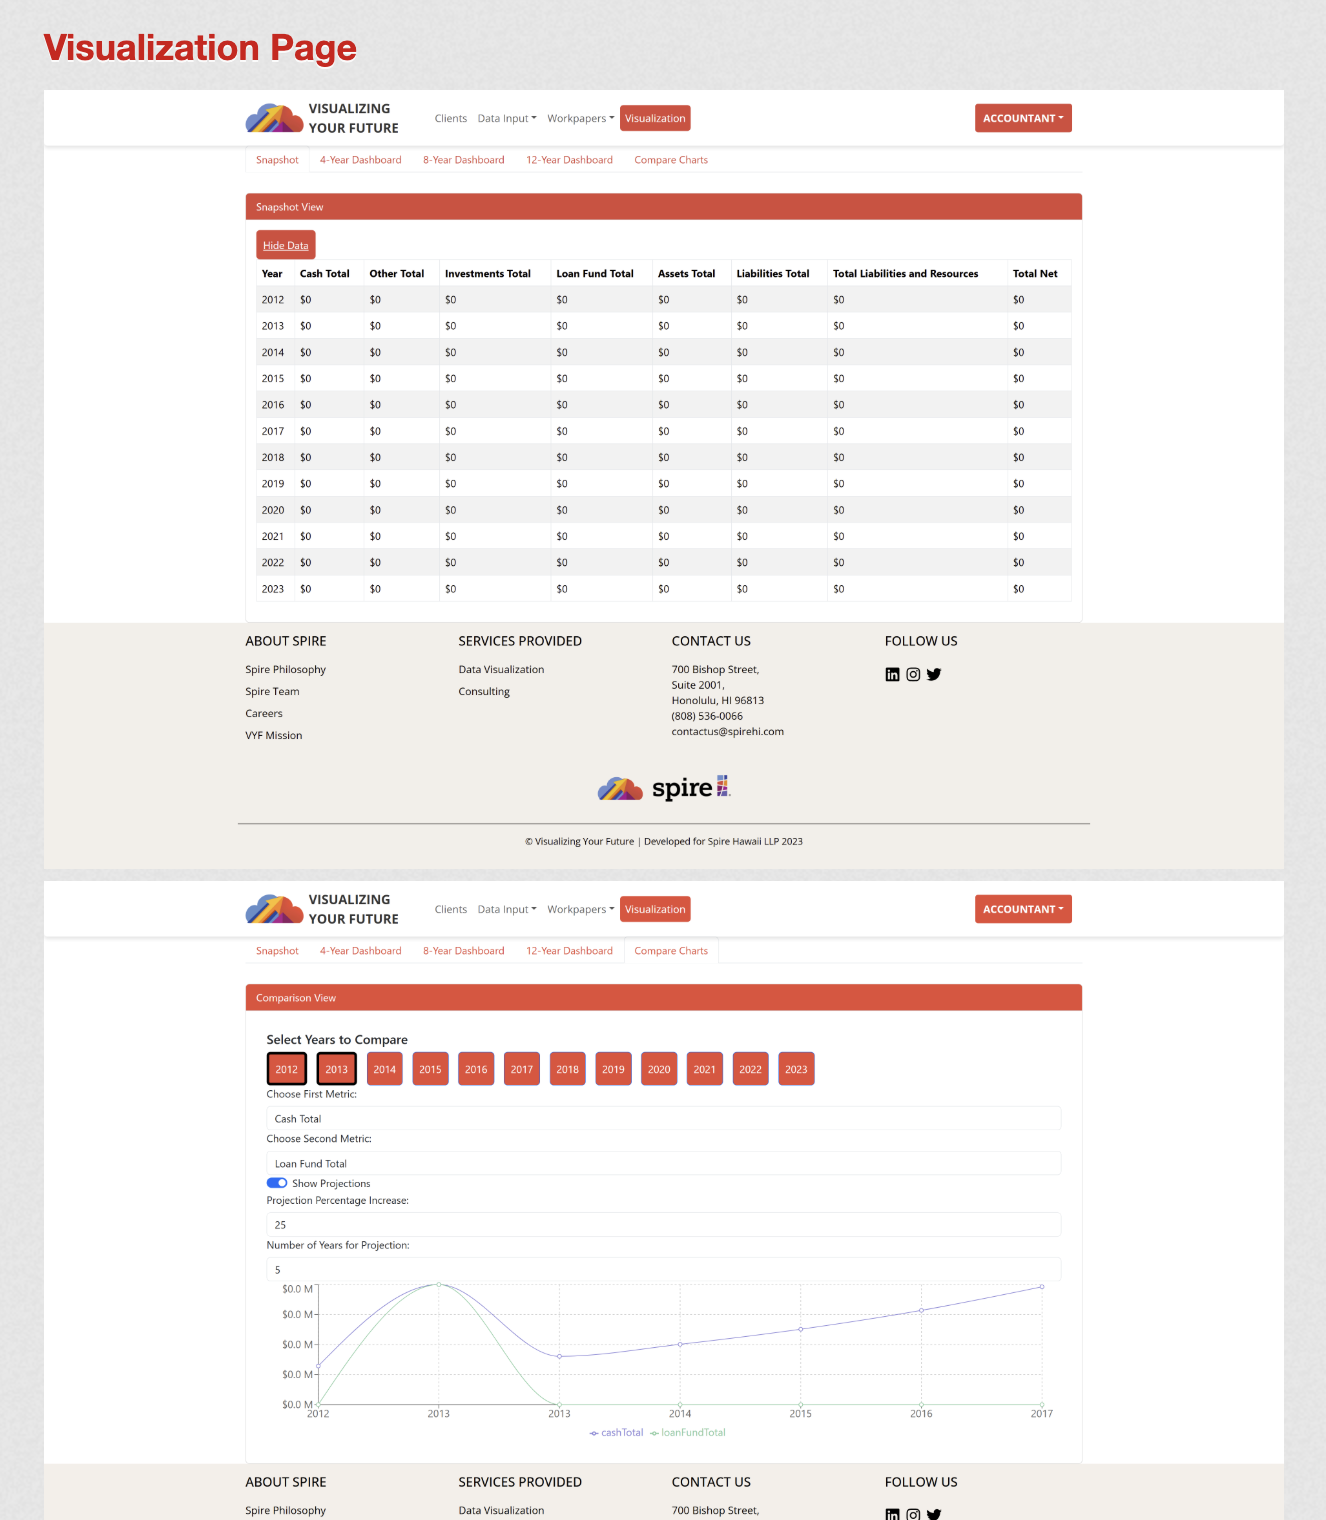 Visualization Page
VISUALIZING
YOUR FUTURE
Clients Data Input Workpapers Visualization
ACCOUNTANT
Snapshot 4-Year Dashboard 8-Year Dashboard 12-Year Dashboard Compare Charts
Snapshot View
Hide Data
Year Cash Total Other Total Investments Total Loan Fund Total Assets Total Liabilities Total Total Liabilities and Resources Total Net
2012 $0 $0 $0 $0 $0 $0 $0 $0
2013 $0 $0 $0 $0 $0 $0 $0 $0
2014 $0 $0 $0 $0 $0 $0 $0 $0
2015 $0 $0 $0 $0 $0 $0 $0 $0
2016 $0 $0 $0 $0 $0 $0 $0 $0
2017 $0 $0 $0 $0 $0 $0 $0 $0
2018 $0 $0 $0 $0 $0 $0 $0 $0
2019 $0 $0 $0 $0 $0 $0 $0 $0
2020 $0 $0 $0 $0 $0 $0 $0 $0
2021 $0 $0 $0 $0 $0 $0 $0 $0
2022 $0 $0 $0 $0 $0 $0 $0 $0
2023 $0 $0 $0 $0 $0 $0 $0 $0
ABOUT SPIRE
Spire Philosophy
Spire Team
Careers
VYF Mission
SERVICES PROVIDED
Data Visualization
Consulting
CONTACT US
700 Bishop Street,
Suite 2001,
Honolulu, HI 96813
(808) 536-0066
contactus@spirehi.com
FOLLOW US
spire
© Visualizing Your Future | Developed for Spire Hawaii LLP 2023
VISUALIZING
YOUR FUTURE
Clients Data Input Workpapers Visualization
ACCOUNTANT
Snapshot 4-Year Dashboard 8-Year Dashboard 12-Year Dashboard Compare Charts
Comparison View
Select Years to Compare
2012 2013 2014 2015 2016 2017 2018 2019 2020 2021 2022 2023
Choose First Metric:
Cash Total
Choose Second Metric:
Loan Fund Total
Show Projections
Projection Percentage Increase:
25
Number of Years for Projection:
5
$0.0 M
$0.0 M
$0.0 M
$0.0 M
$0.0 M
2012 2013 2013 2014 2015 2016 2017
cashTotal loanFundTotal
ABOUT SPIRE
Spire Philosophy
SERVICES PROVIDED
Data Visualization
CONTACT US
700 Bishop Street,
FOLLOW US